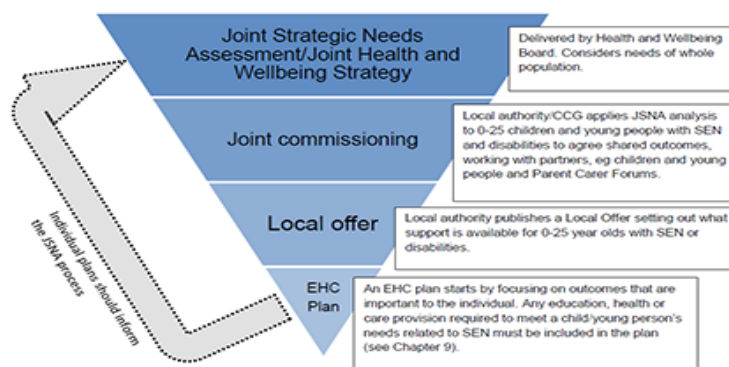 Joint Strategic Needs
Assessment/Joint Health and
Wellbeing Strategy
Delivered by Health and Wellbeing
Board. Considers needs of whole
population.
Joint commissioning
Local authority/CCG applies JSNA analysis
to 0-25 children and young people with SEN
and disabilities to agree shared outcomes,
working with partners, eg children and young
people and Parent Carer Forums.
Local offer
Local authority publishes a Local Offer setting out what
support is available for 0-25 year olds with SEN or
disabilities.
EHC
Plan
An EHC plan starts by focusing on outcomes that are
important to the individual. Any education, health or
care provision required to meet a child/young person's
needs related to SEN must be included in the plan
(see Chapter 9).
Individual plans should inform
the JSNA process